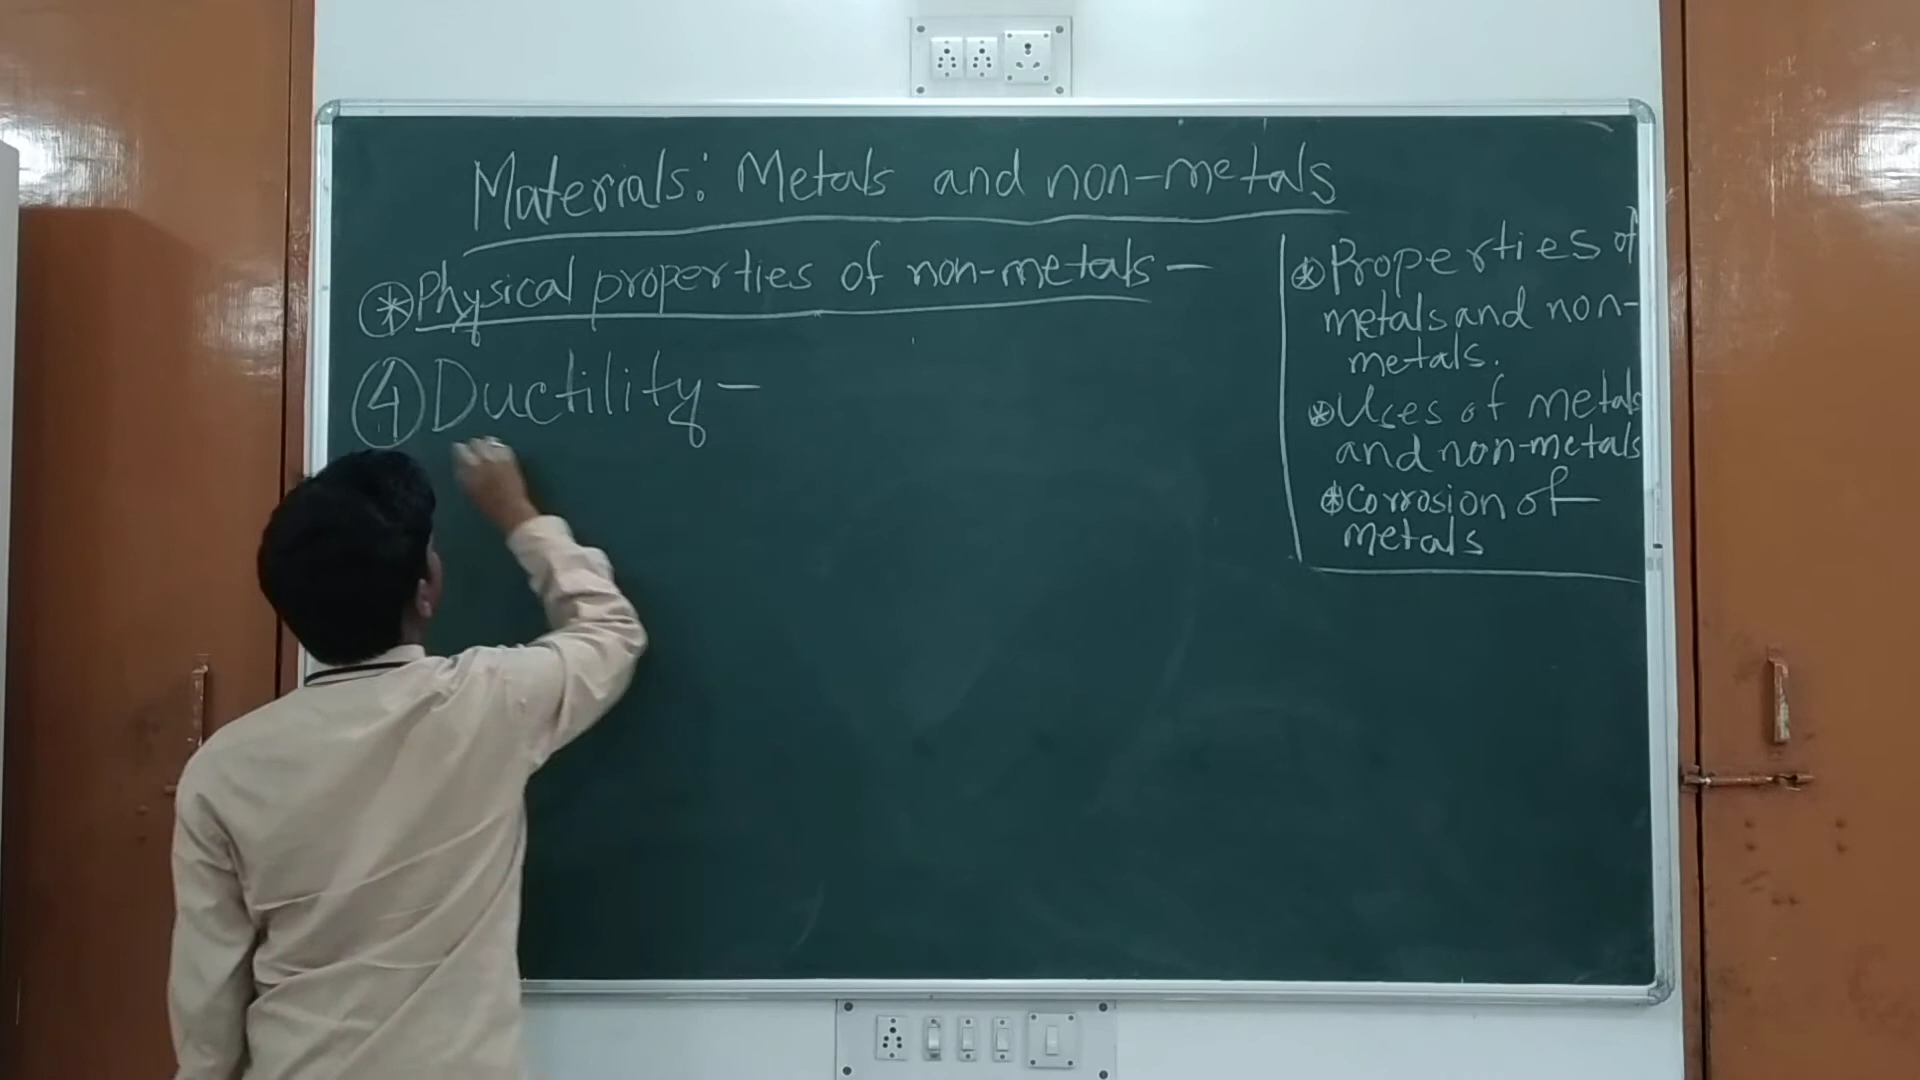 Materials: Metals and non-metals
⊛ Physical properties of non-metals—
④ Ductility—
⊛ Properties of
metals and non-
metals.
⊛ Uses of metals
and non-metals
⊛ Corrosion of
metals